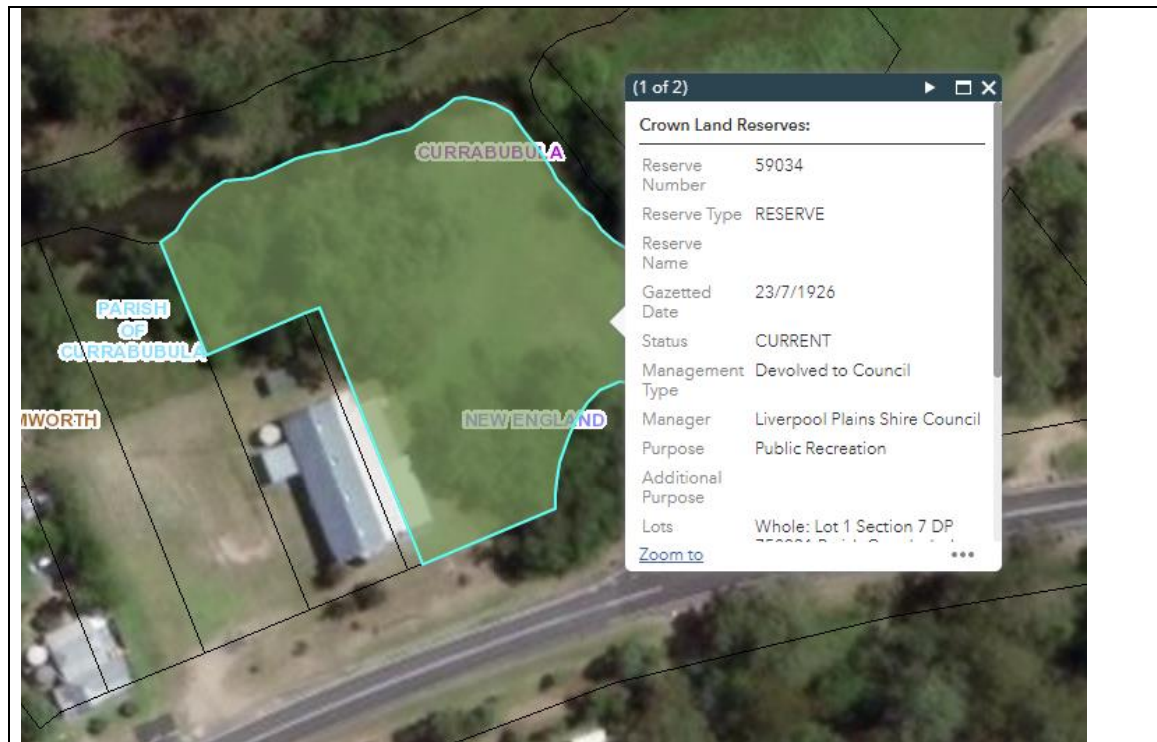 (1 of 2)
Crown Land Reserves:
Reserve Number 59034
Reserve Type RESERVE
Reserve Name
Gazetted Date 23/7/1926
Status CURRENT
Management Type Devolved to Council
Manager Liverpool Plains Shire Council
Purpose Public Recreation
Additional Purpose
Lots Whole: Lot 1 Section 7 DP
Zoom to
CURRABUBULA
PARISH
OF
CURRABUBULA
MWORTH
NEW ENGLAND